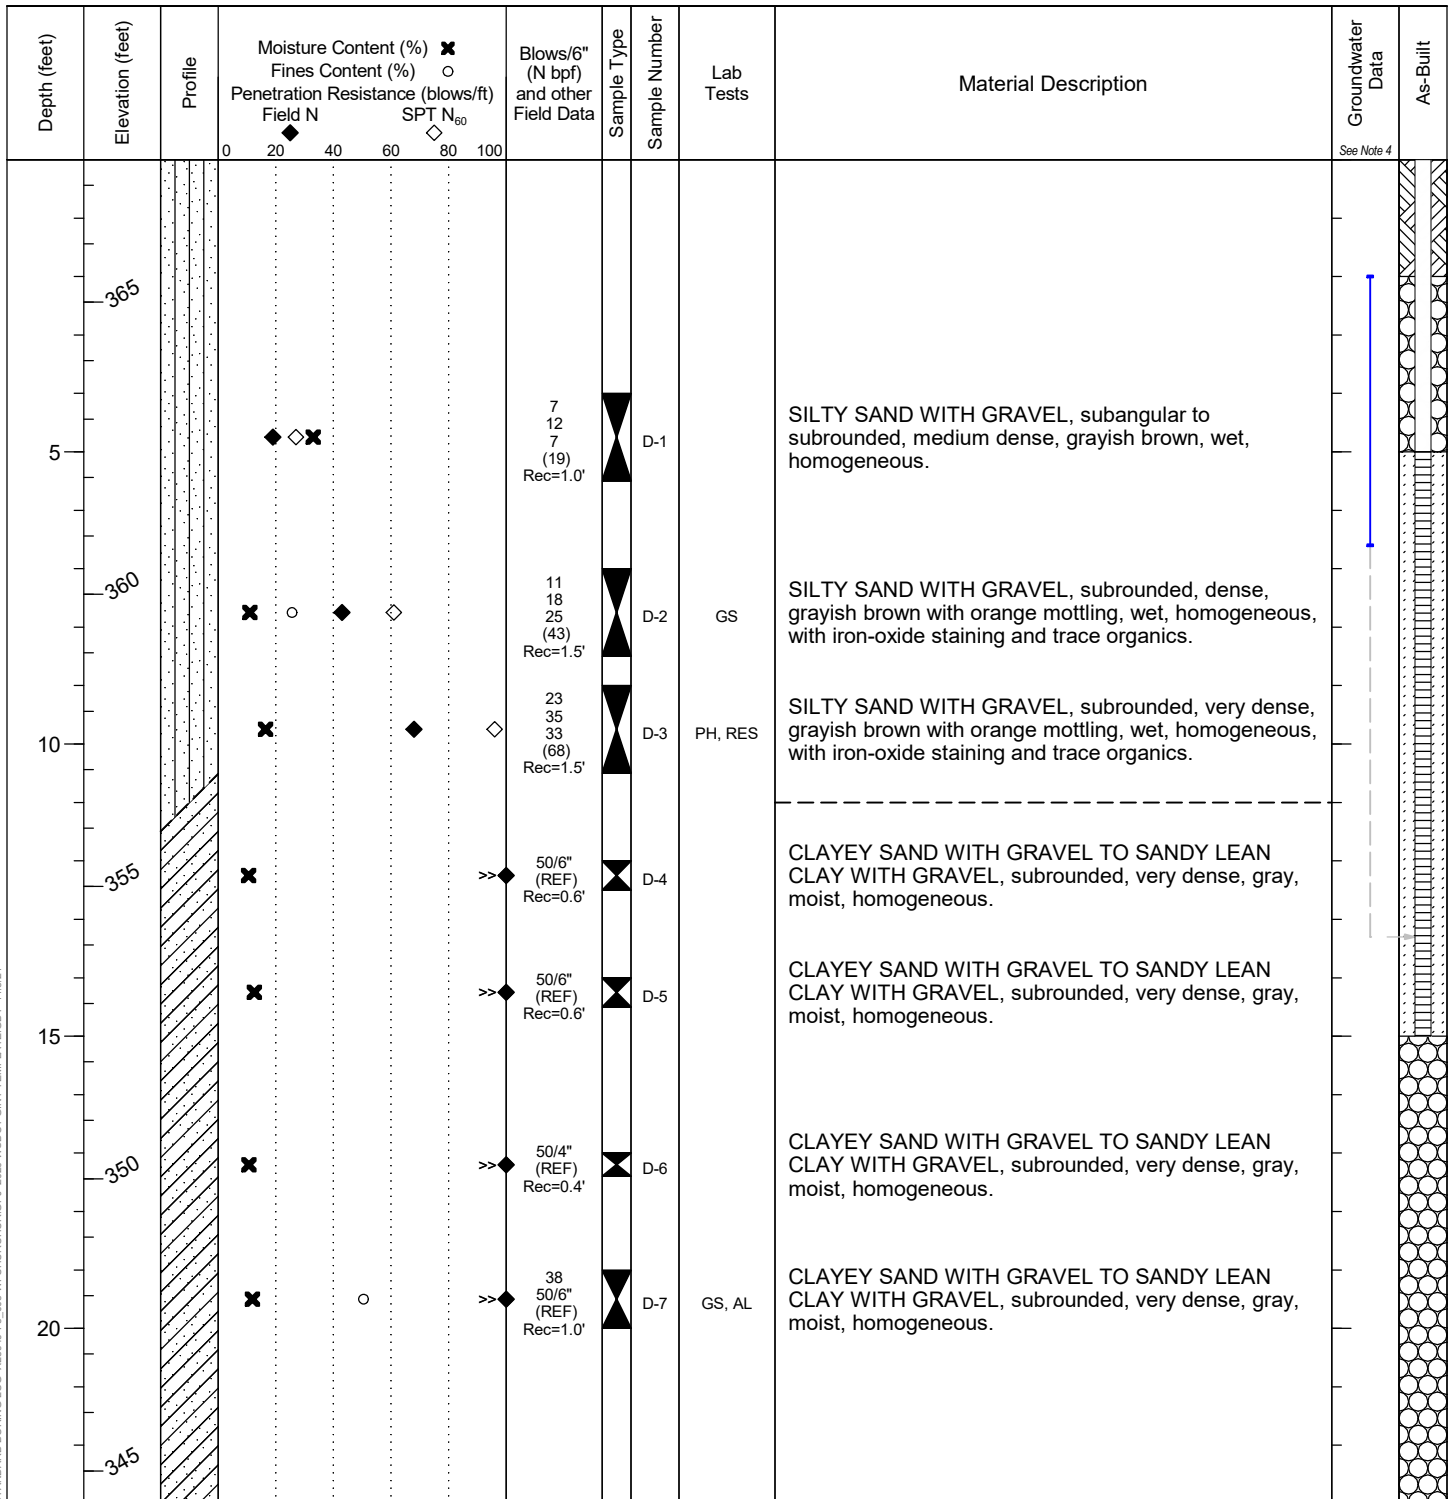 Depth (feet)
Elevation (feet)
Profile
Moisture Content (%)
Fines Content (%)
Penetration Resistance (blows/ft)
Field N SPT N60
0 20 40 60 80 100
Blows/6"
(N bpf)
and other
Field Data
Sample Type
Sample Number
Lab
Tests
Material Description
Groundwater
Data
See Note 4
As-Built
365
7
12
7
(19)
Rec=1.0'
D-1
SILTY SAND WITH GRAVEL, subangular to
subrounded, medium dense, grayish brown, wet,
homogeneous.
5
360
11
18
25
(43)
Rec=1.5'
D-2
GS
SILTY SAND WITH GRAVEL, subrounded, dense,
grayish brown with orange mottling, wet, homogeneous,
with iron-oxide staining and trace organics.
23
35
33
(68)
Rec=1.5'
D-3
PH, RES
SILTY SAND WITH GRAVEL, subrounded, very dense,
grayish brown with orange mottling, wet, homogeneous,
with iron-oxide staining and trace organics.
10
355
>>
50/6"
(REF)
Rec=0.6'
D-4
CLAYEY SAND WITH GRAVEL TO SANDY LEAN
CLAY WITH GRAVEL, subrounded, very dense, gray,
moist, homogeneous.
>>
50/6"
(REF)
Rec=0.6'
D-5
CLAYEY SAND WITH GRAVEL TO SANDY LEAN
CLAY WITH GRAVEL, subrounded, very dense, gray,
moist, homogeneous.
15
350
>>
50/4"
(REF)
Rec=0.4'
D-6
CLAYEY SAND WITH GRAVEL TO SANDY LEAN
CLAY WITH GRAVEL, subrounded, very dense, gray,
moist, homogeneous.
>>
38
50/6"
(REF)
Rec=1.0'
D-7
GS, AL
CLAYEY SAND WITH GRAVEL TO SANDY LEAN
CLAY WITH GRAVEL, subrounded, very dense, gray,
moist, homogeneous.
20
345